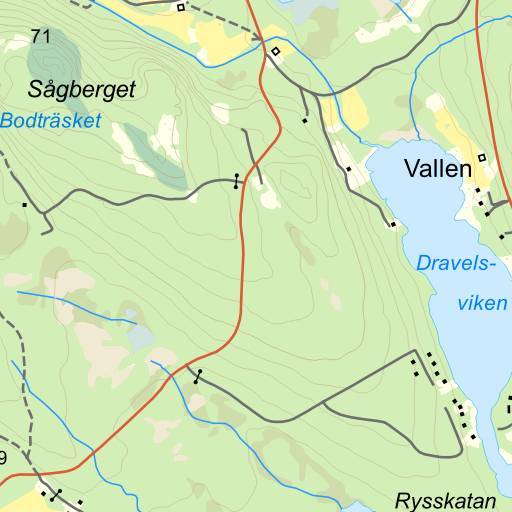 71
Sågberget
Bodträsket
Vallen
Dravels-
viken
9
Rysskatan